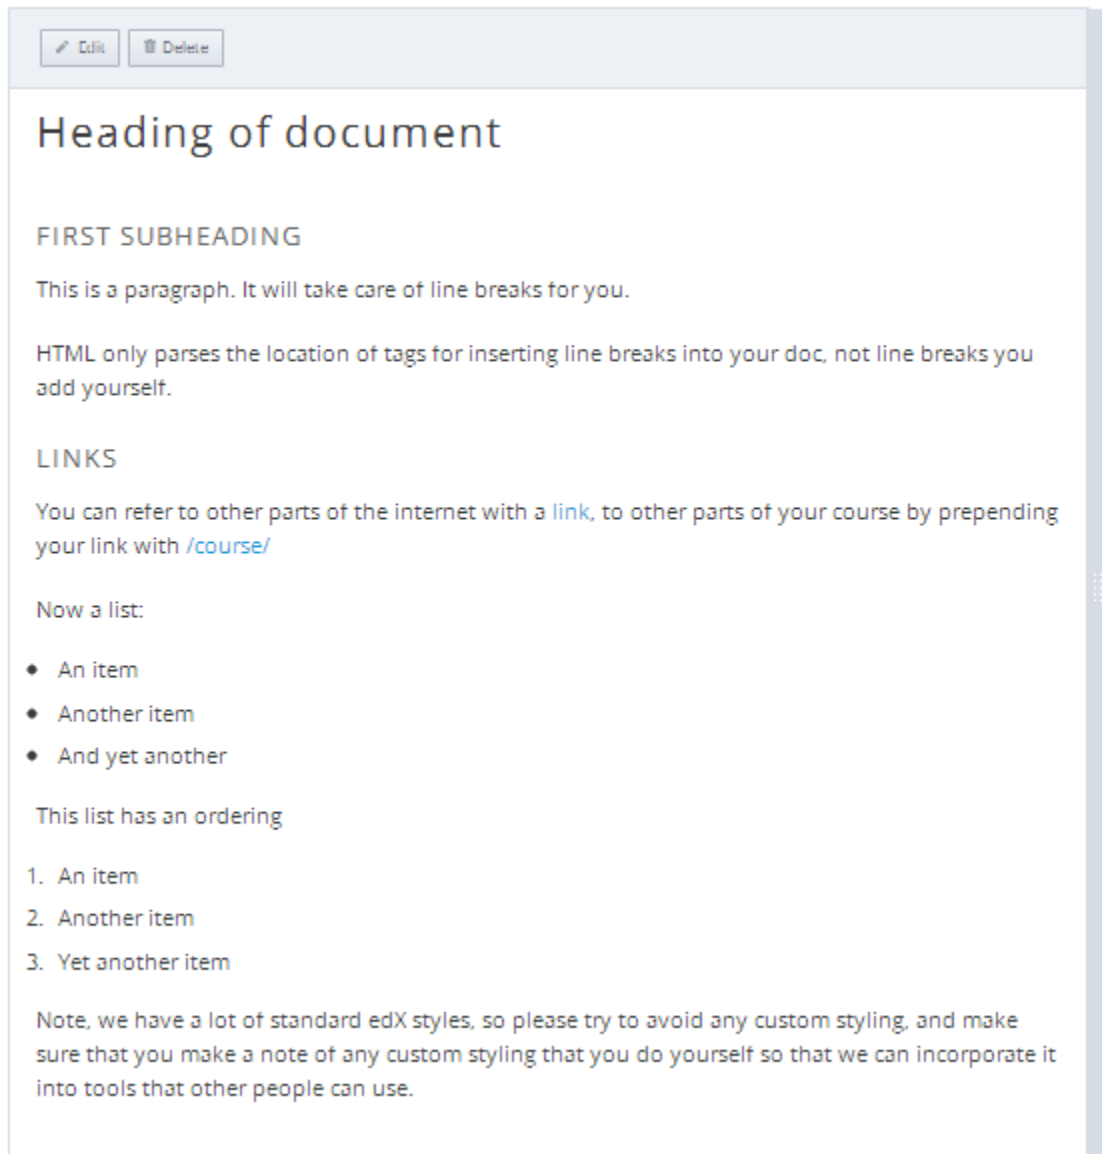 Edit Delete
Heading of document
FIRST SUBHEADING
This is a paragraph. It will take care of line breaks for you.
HTML only parses the location of tags for inserting line breaks into your doc, not line breaks you
add yourself.
LINKS
You can refer to other parts of the internet with a link, to other parts of your course by prepending
your link with /course/
Now a list:
• An item
• Another item
• And yet another
This list has an ordering
1. An item
2. Another item
3. Yet another item
Note, we have a lot of standard edX styles, so please try to avoid any custom styling, and make
sure that you make a note of any custom styling that you do yourself so that we can incorporate it
into tools that other people can use.